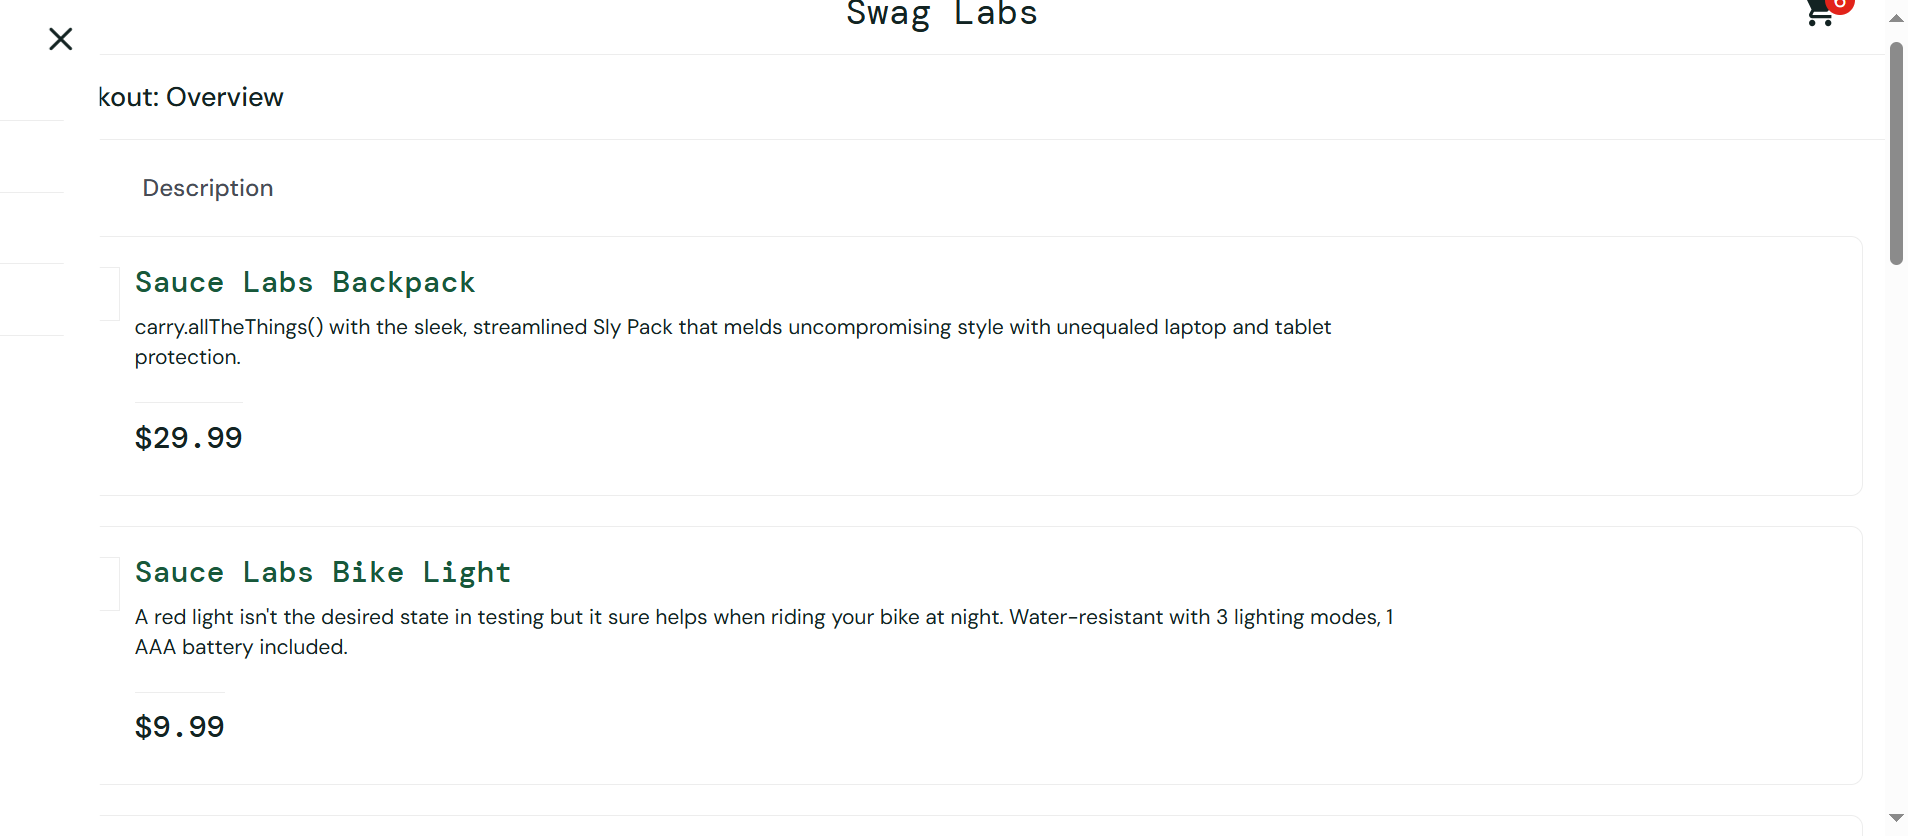 Swag Labs
6
kout: Overview
Description
Sauce Labs Backpack
carry.allTheThings() with the sleek, streamlined Sly Pack that melds uncompromising style with unequaled laptop and tablet
protection.
$29.99
Sauce Labs Bike Light
A red light isn't the desired state in testing but it sure helps when riding your bike at night. Water-resistant with 3 lighting modes, 1
AAA battery included.
$9.99